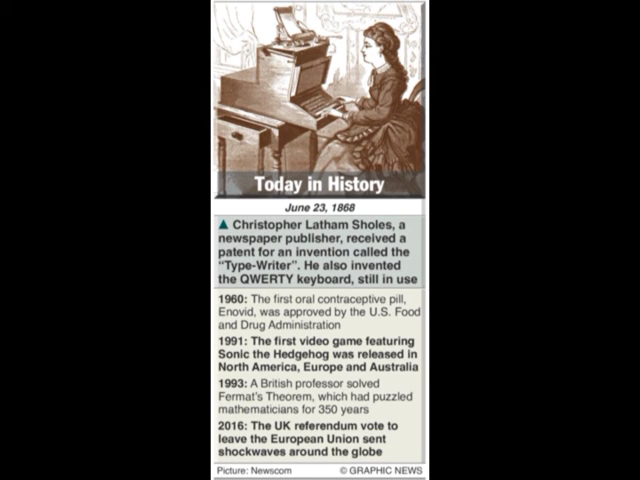 Today in History
June 23, 1868
▲ Christopher Latham Sholes, a
newspaper publisher, received a
patent for an invention called the
“Type-Writer”. He also invented
the QWERTY keyboard, still in use
1960: The first oral contraceptive pill,
Enovid, was approved by the U.S. Food
and Drug Administration
1991: The first video game featuring
Sonic the Hedgehog was released in
North America, Europe and Australia
1993: A British professor solved
Fermat’s Theorem, which had puzzled
mathematicians for 350 years
2016: The UK referendum vote to
leave the European Union sent
shockwaves around the globe
Picture: Newscom © GRAPHIC NEWS